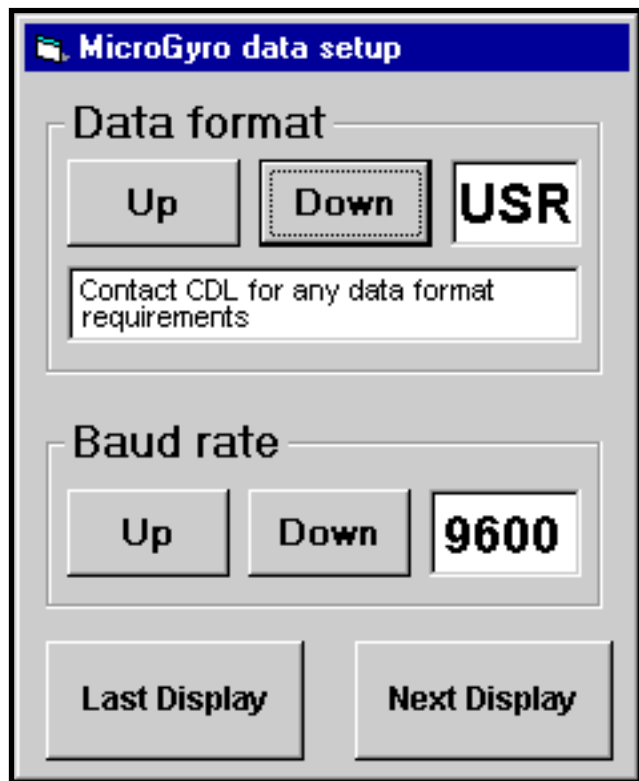 MicroGyro data setup
Data format
Up Down USR
Contact CDL for any data format
requirements
Baud rate
Up Down 9600
Last Display Next Display